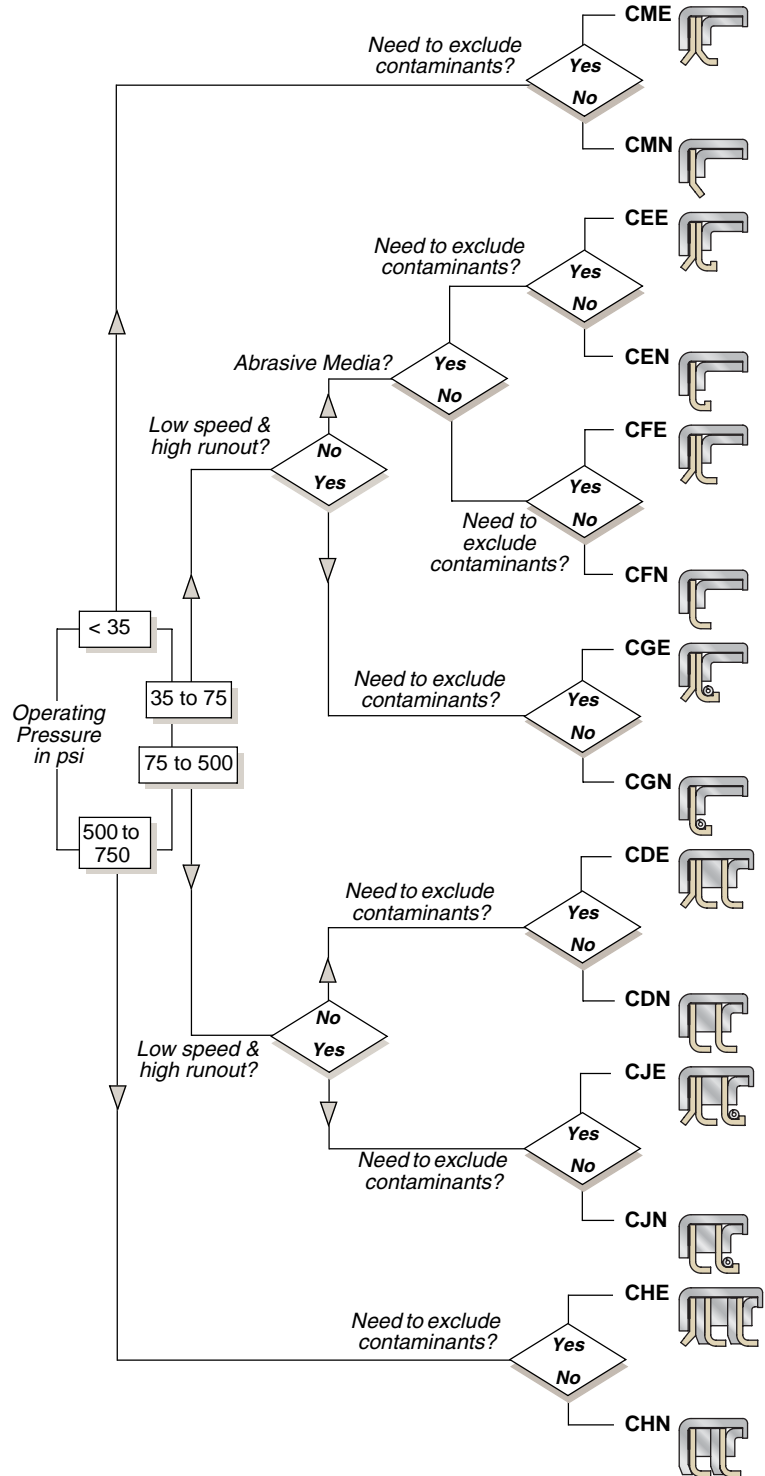 Need to exclude
contaminants?
Yes
No
CME
CMN
Need to exclude
contaminants?
Yes
No
CEE
CEN
Abrasive Media?
Yes
No
Low speed &
high runout?
No
Yes
CFE
Yes
No
Need to
exclude
contaminants?
CFN
< 35
35 to 75
Operating
Pressure
in psi
75 to 500
500 to
750
Need to exclude
contaminants?
Yes
No
CGE
CGN
Need to exclude
contaminants?
Yes
No
CDE
CDN
No
Yes
Low speed &
high runout?
CJE
Yes
No
Need to exclude
contaminants?
CJN
Need to exclude
contaminants?
Yes
No
CHE
CHN